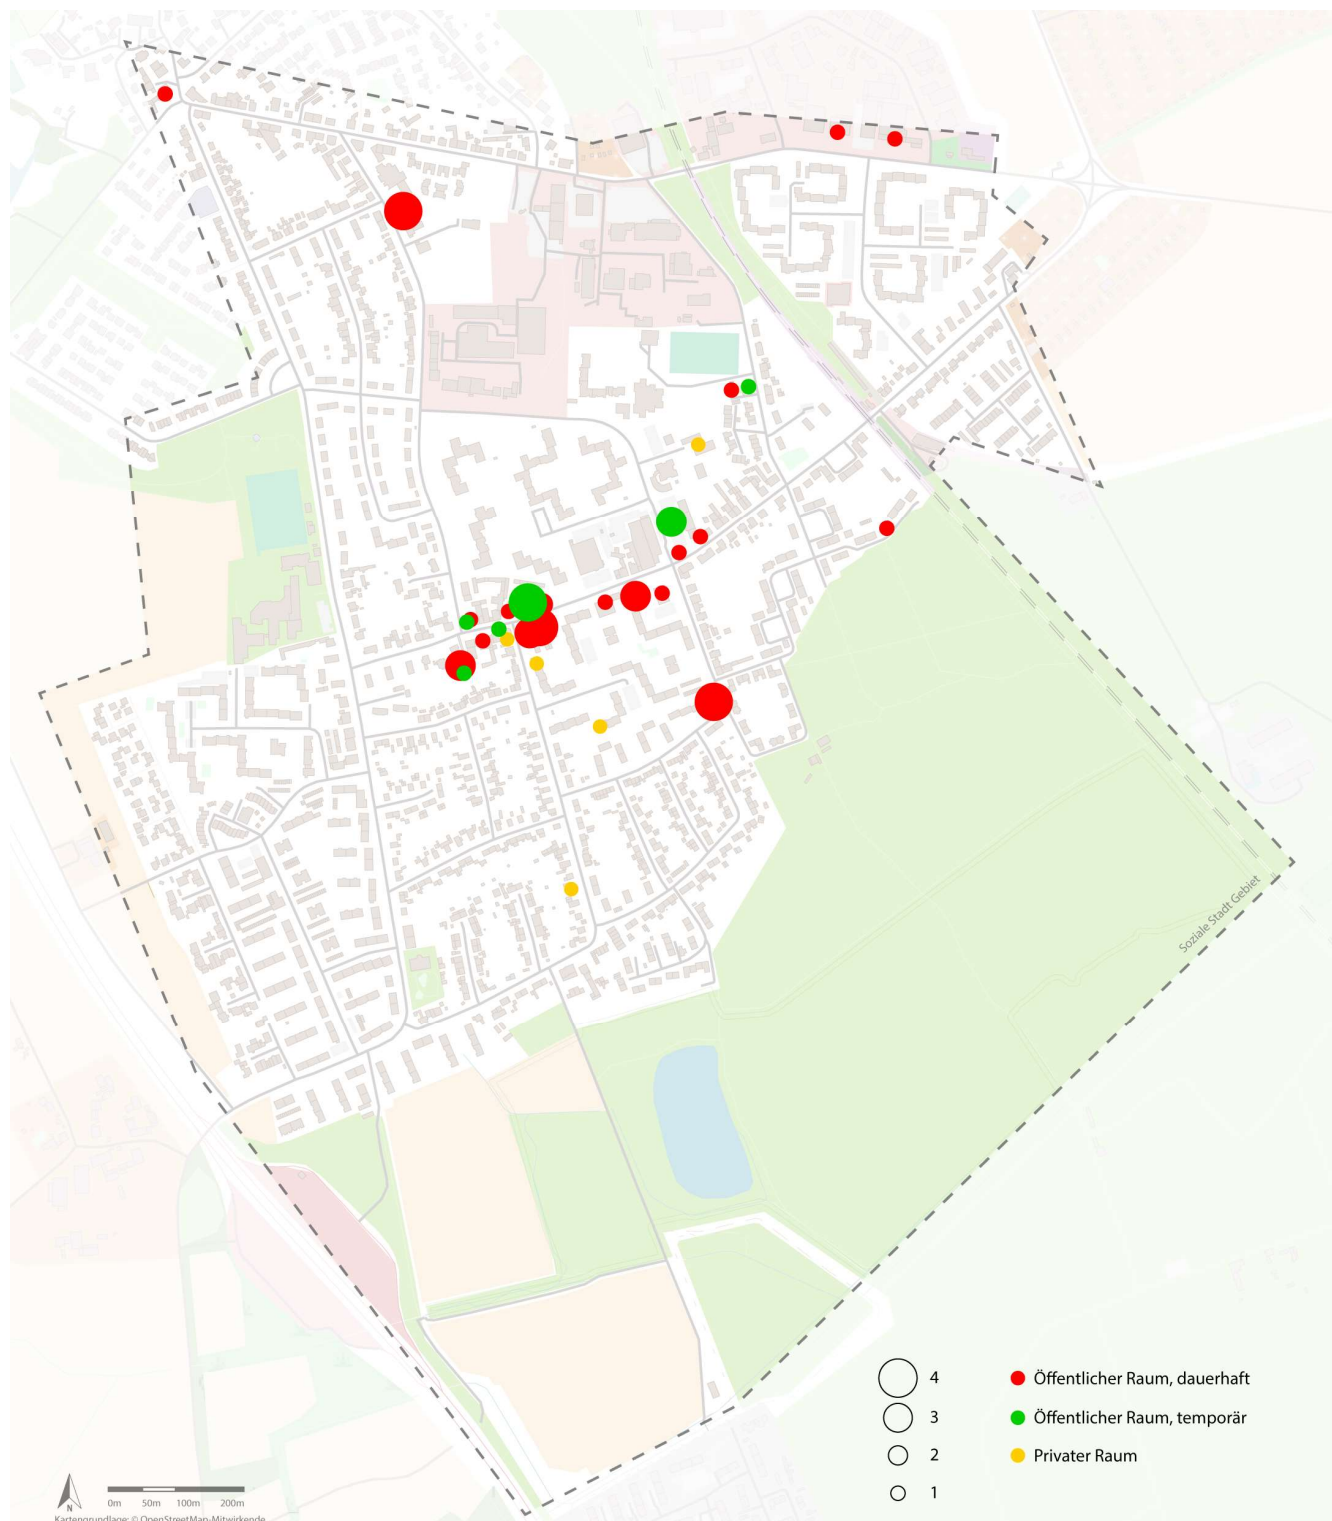 Soziale Stadt Gebiet
4
Öffentlicher Raum, dauerhaft
3
Öffentlicher Raum, temporär
2
Privater Raum
1
N
0m 50m 100m 200m
Kartengrundlage: © OpenStreetMap-Mitwirkende